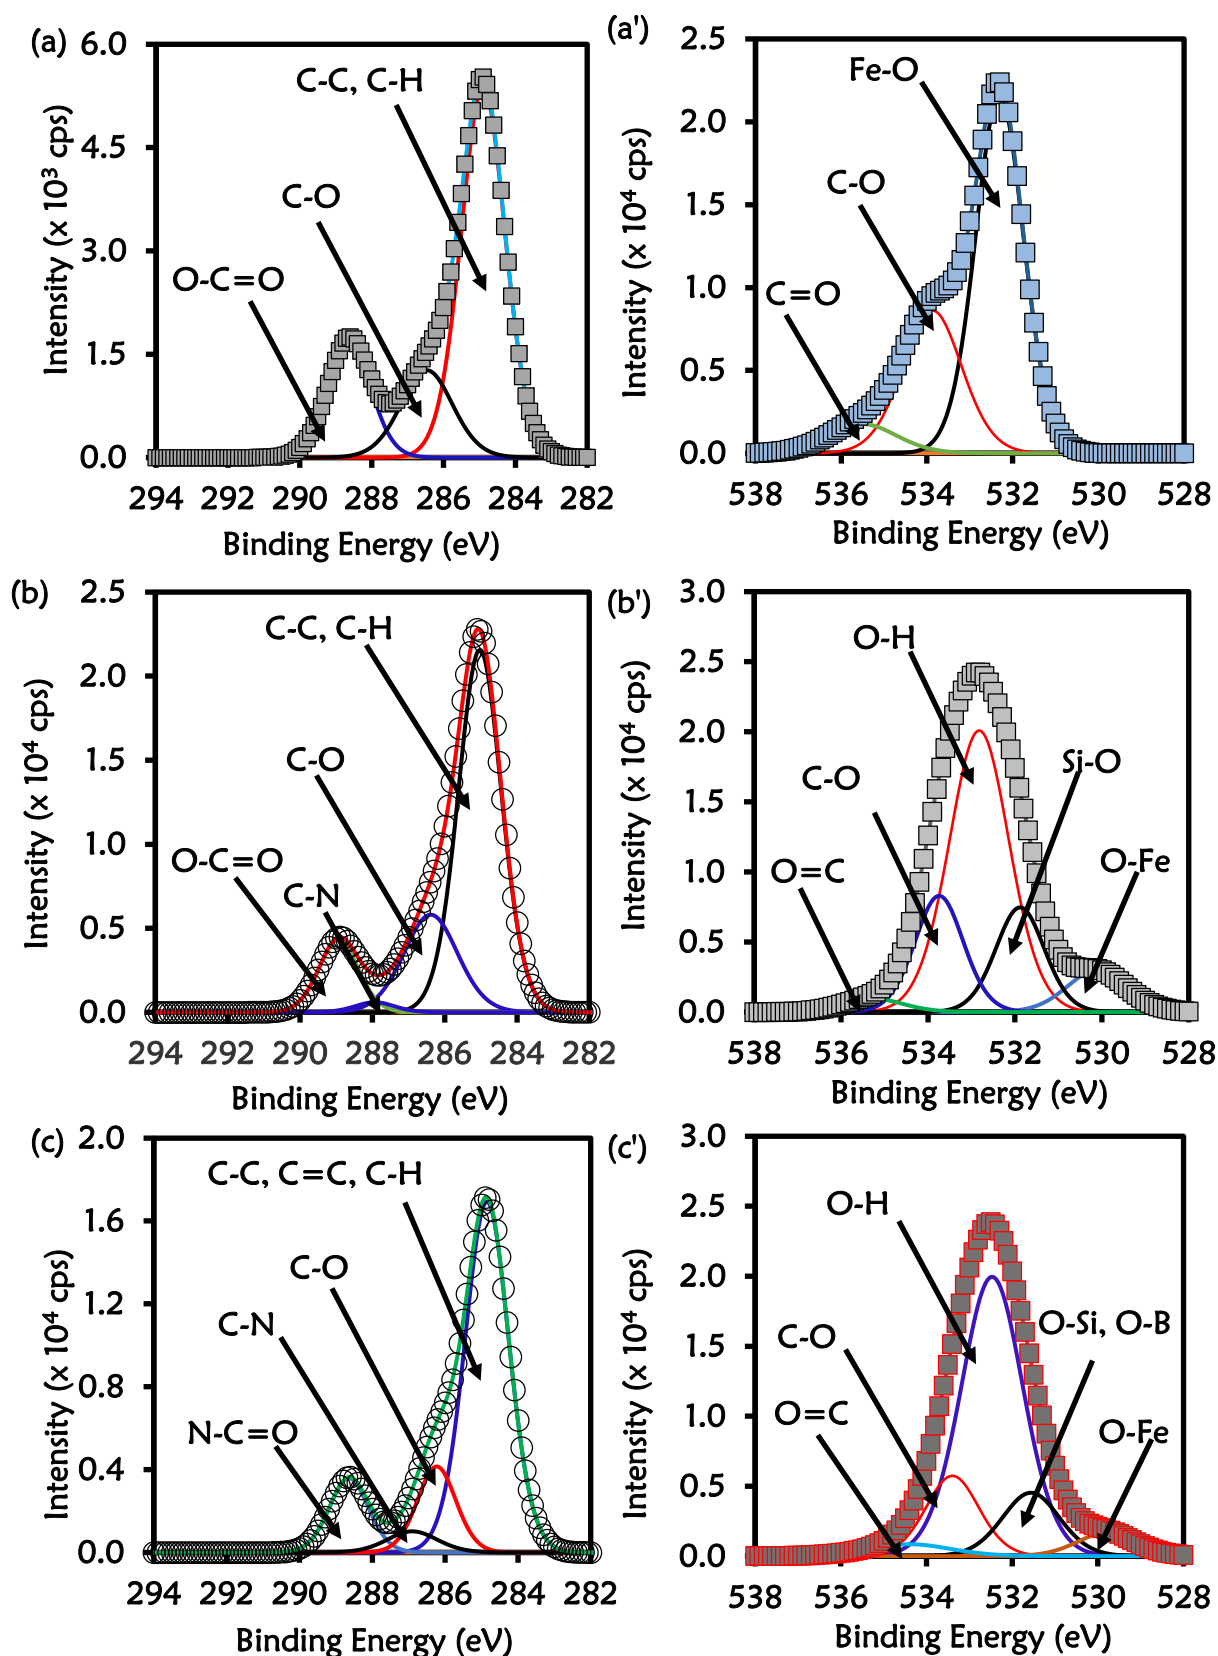 (a)
6.0
4.5
3.0
1.5
0.0
Intensity (x 10³ cps)
C-C, C-H
C-O
O-C=O
294 292 290 288 286 284 282
Binding Energy (eV)
(a')
2.5
2.0
1.5
1.0
0.5
0.0
Intensity (x 10⁴ cps)
Fe-O
C-O
C=O
538 536 534 532 530 528
Binding Energy (eV)
(b)
2.5
2.0
1.5
1.0
0.5
0.0
Intensity (x 10⁴ cps)
C-C, C-H
C-O
O-C=O
C-N
294 292 290 288 286 284 282
Binding Energy (eV)
(b')
3.0
2.5
2.0
1.5
1.0
0.5
0.0
Intensity (x 10⁴ cps)
O-H
Si-O
C-O
O=C
O-Fe
538 536 534 532 530 528
Binding Energy (eV)
(c)
2.0
1.6
1.2
0.8
0.4
0.0
Intensity (x 10⁴ cps)
C-C, C=C, C-H
C-O
C-N
N-C=O
294 292 290 288 286 284 282
Binding Energy (eV)
(c')
3.0
2.5
2.0
1.5
1.0
0.5
0.0
Intensity (x 10⁴ cps)
O-H
O-Si, O-B
C-O
O=C
O-Fe
538 536 534 532 530 528
Binding Energy (eV)